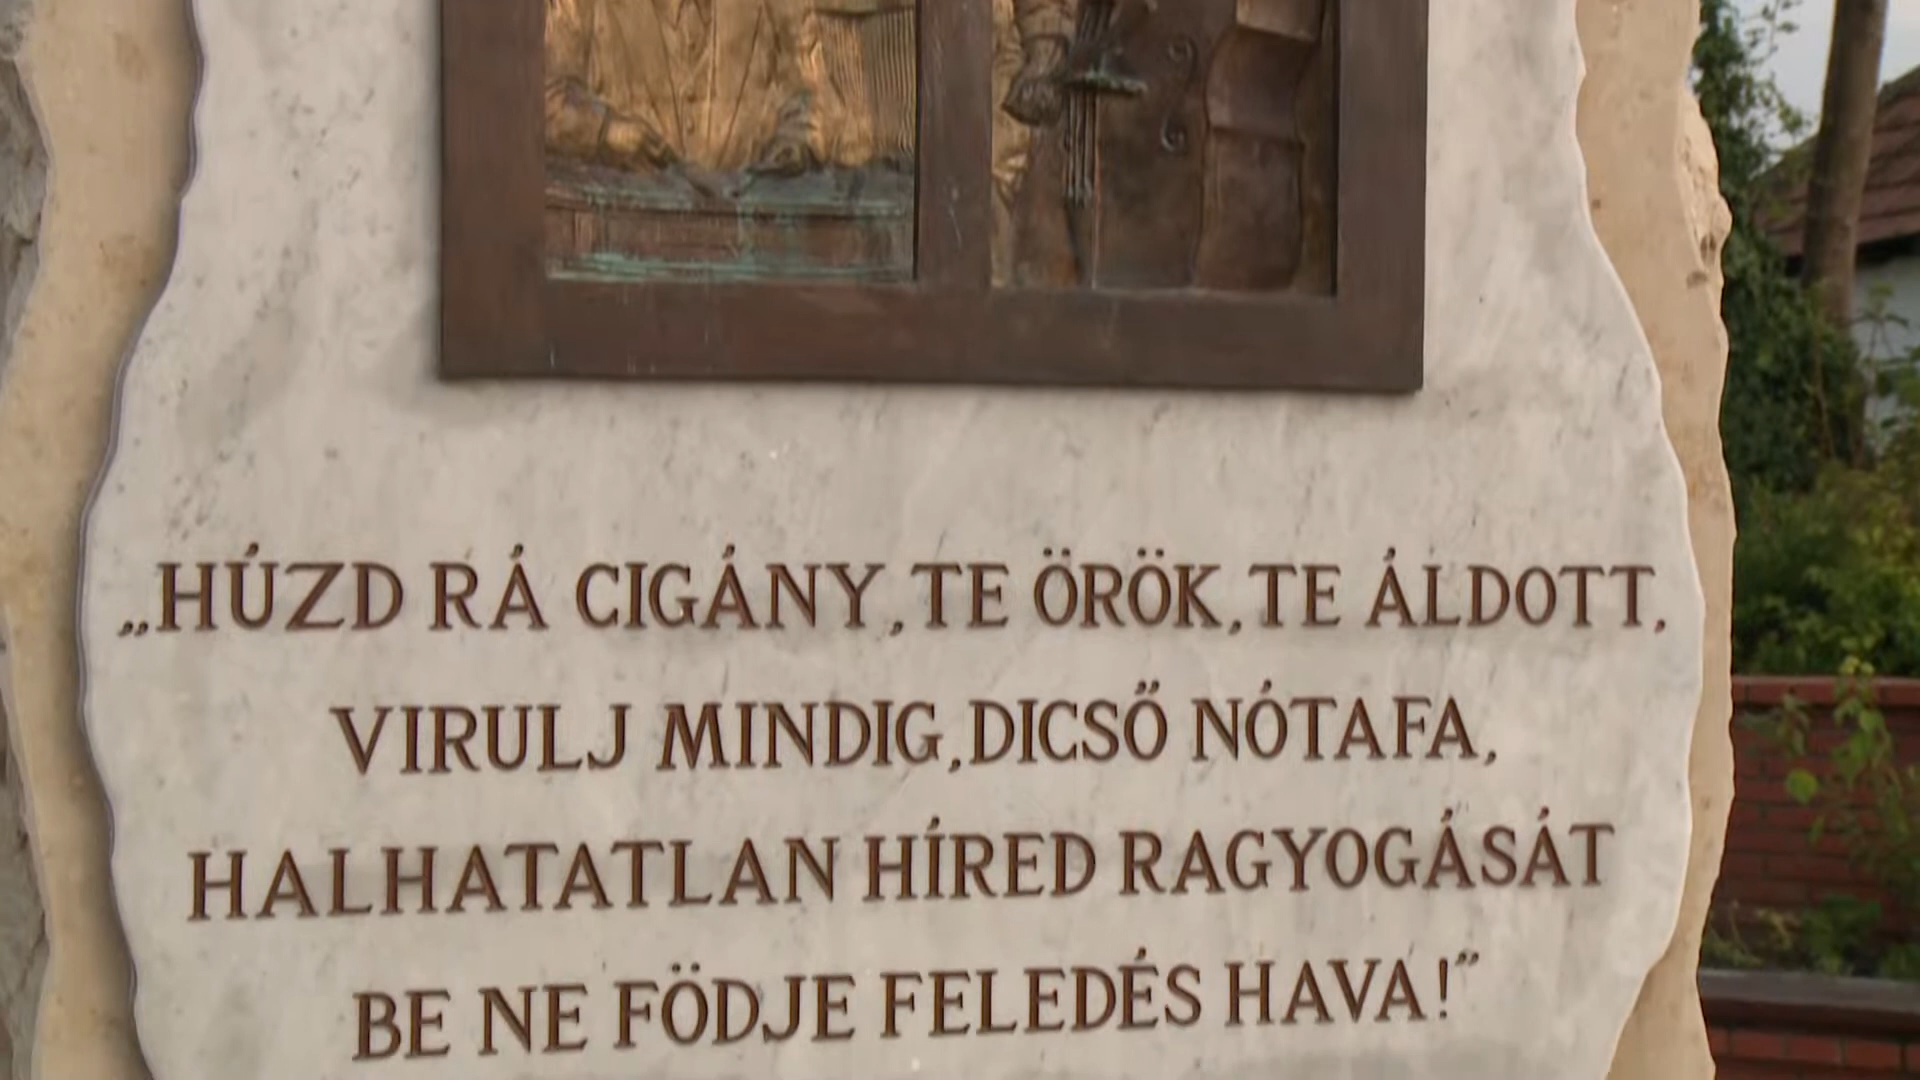 „HÚZD RÁ CIGÁNY, TE ÖRÖK, TE ÁLDOTT,
VIRULJ MINDIG, DICSŐ NÓTAFA,
HALHATATLAN HÍRED RAGYOGÁSÁT
BE NE FÖDJE FELEDÉS HAVA!”